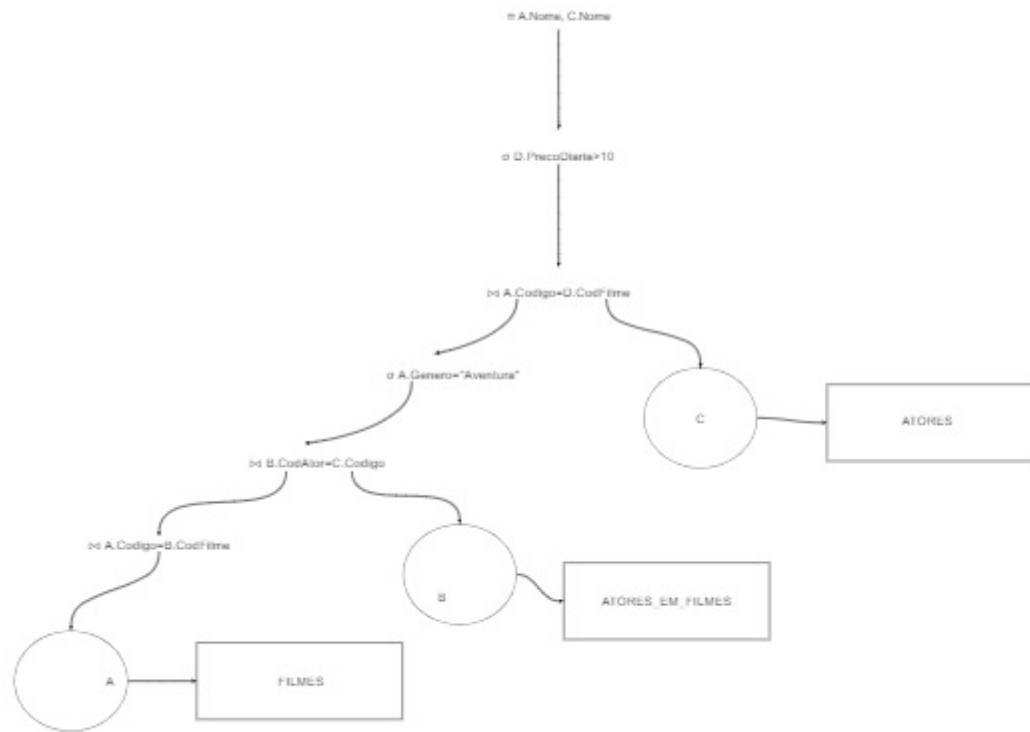 π A.Nome, C.Nome
σ D.PrecoDiaria>10
⋈ A.Codigo=D.CodFilme
σ A.Genero="Aventura"
C
ATORES
⋈ B.CodAtor=C.Codigo
⋈ A.Codigo=B.CodFilme
B
ATORES_EM_FILMES
A
FILMES